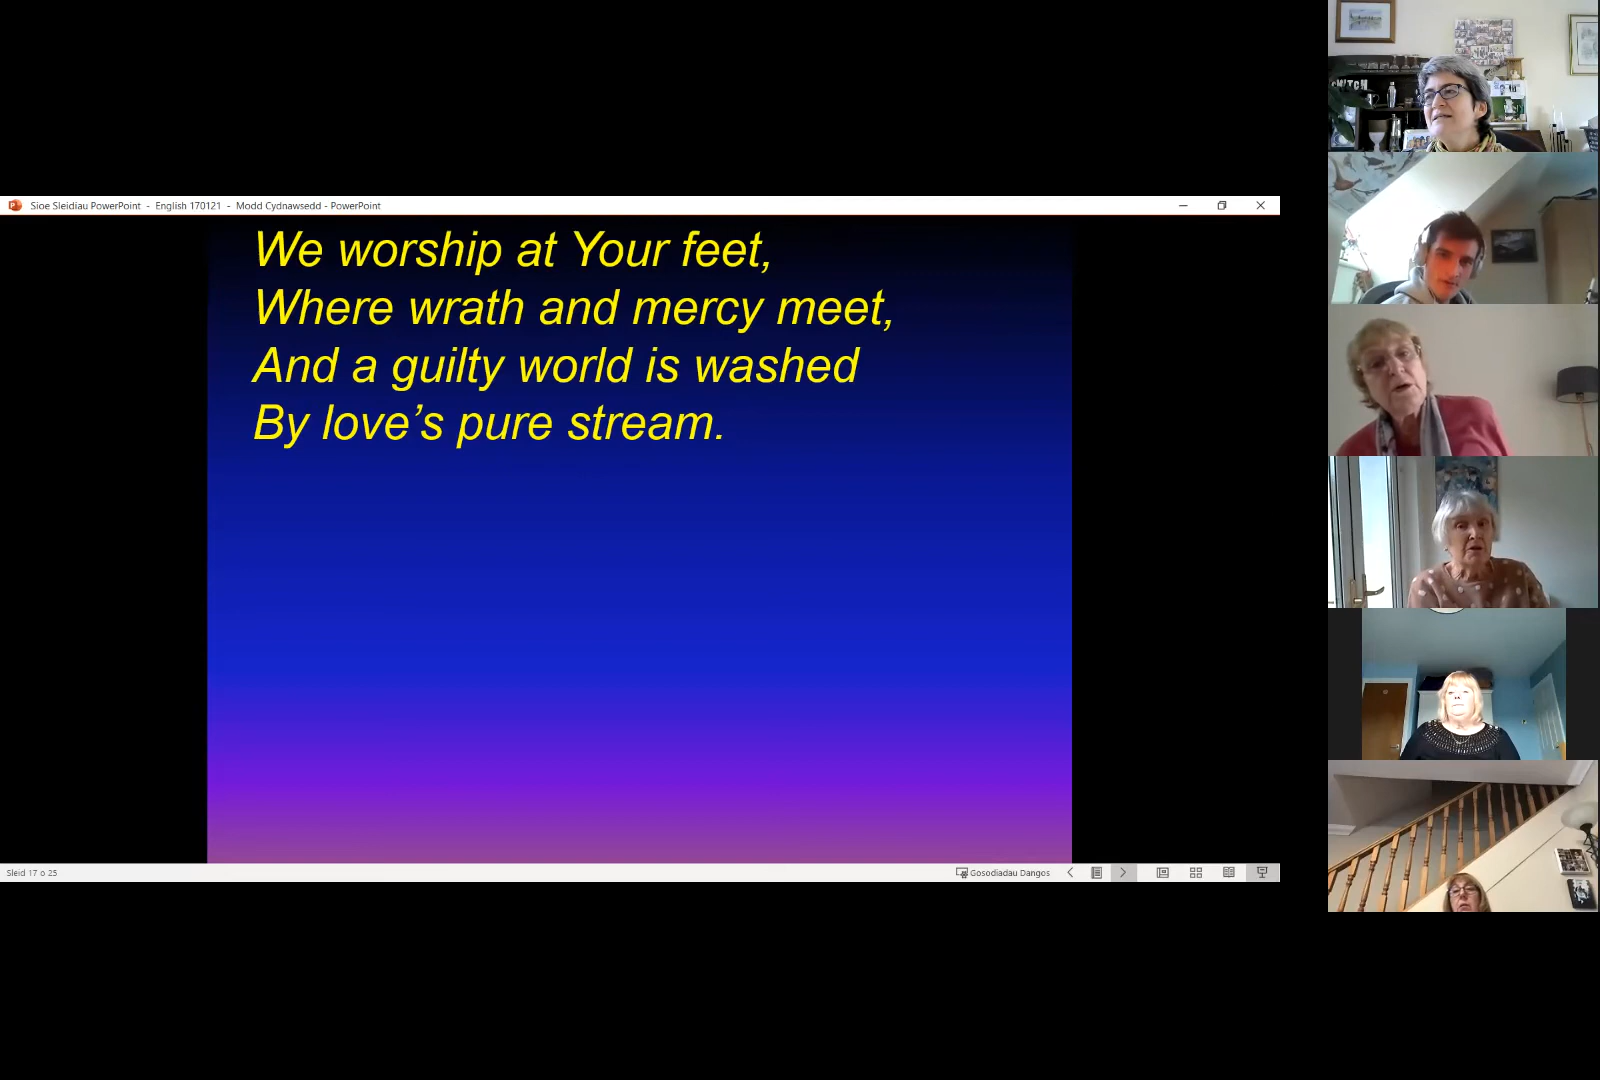 Sioe Sleidiau PowerPoint - English 170121 - Modd Cydnawsedd - PowerPoint
We worship at Your feet,
Where wrath and mercy meet,
And a guilty world is washed
By love’s pure stream.
Sleid 17 o 25
Gosodiadau Dangos